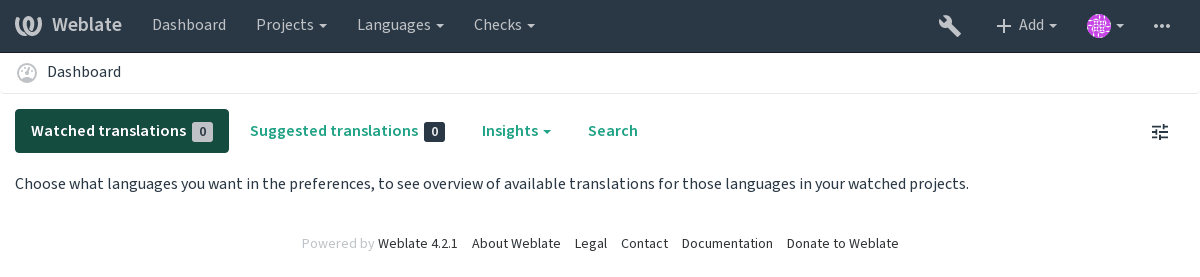 Weblate Dashboard Projects Languages Checks Add
Dashboard
Watched translations 0 Suggested translations 0 Insights Search
Choose what languages you want in the preferences, to see overview of available translations for those languages in your watched projects.
Powered by Weblate 4.2.1 About Weblate Legal Contact Documentation Donate to Weblate